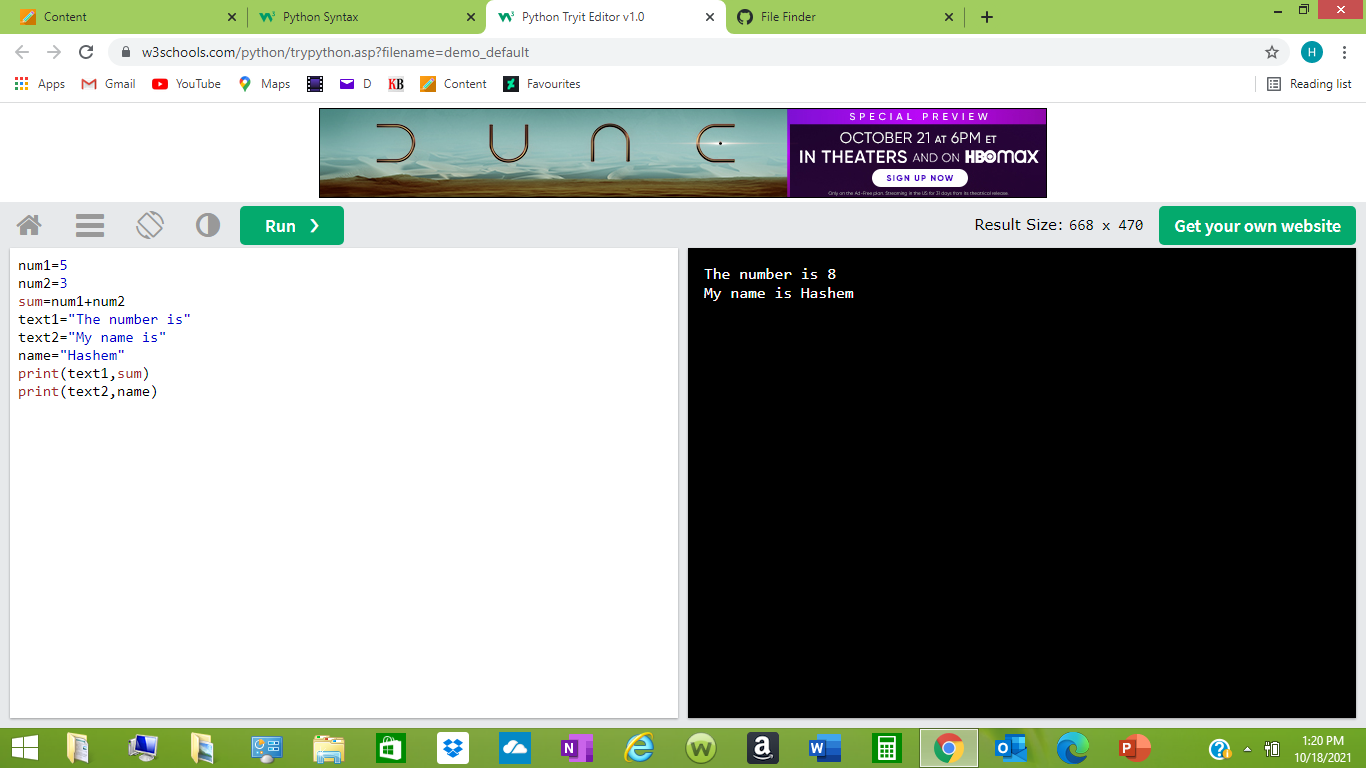 Content
Python Syntax
Python Tryit Editor v1.0
File Finder
w3schools.com/python/trypython.asp?filename=demo_default
H
Apps
Gmail
YouTube
Maps
D
KB
Content
Favourites
Reading list
DUNE
SPECIAL PREVIEW
OCTOBER 21 AT 6PM ET
IN THEATERS AND ON HBOMAX
SIGN UP NOW
Only on the Ad-Free plan. Streaming in the US for 31 days from its theatrical release.
Run ❯
Result Size: 668 x 470
Get your own website
num1=5
num2=3
sum=num1+num2
text1="The number is"
text2="My name is"
name="Hashem"
print(text1,sum)
print(text2,name)
The number is 8
My name is Hashem
1:20 PM
10/18/2021